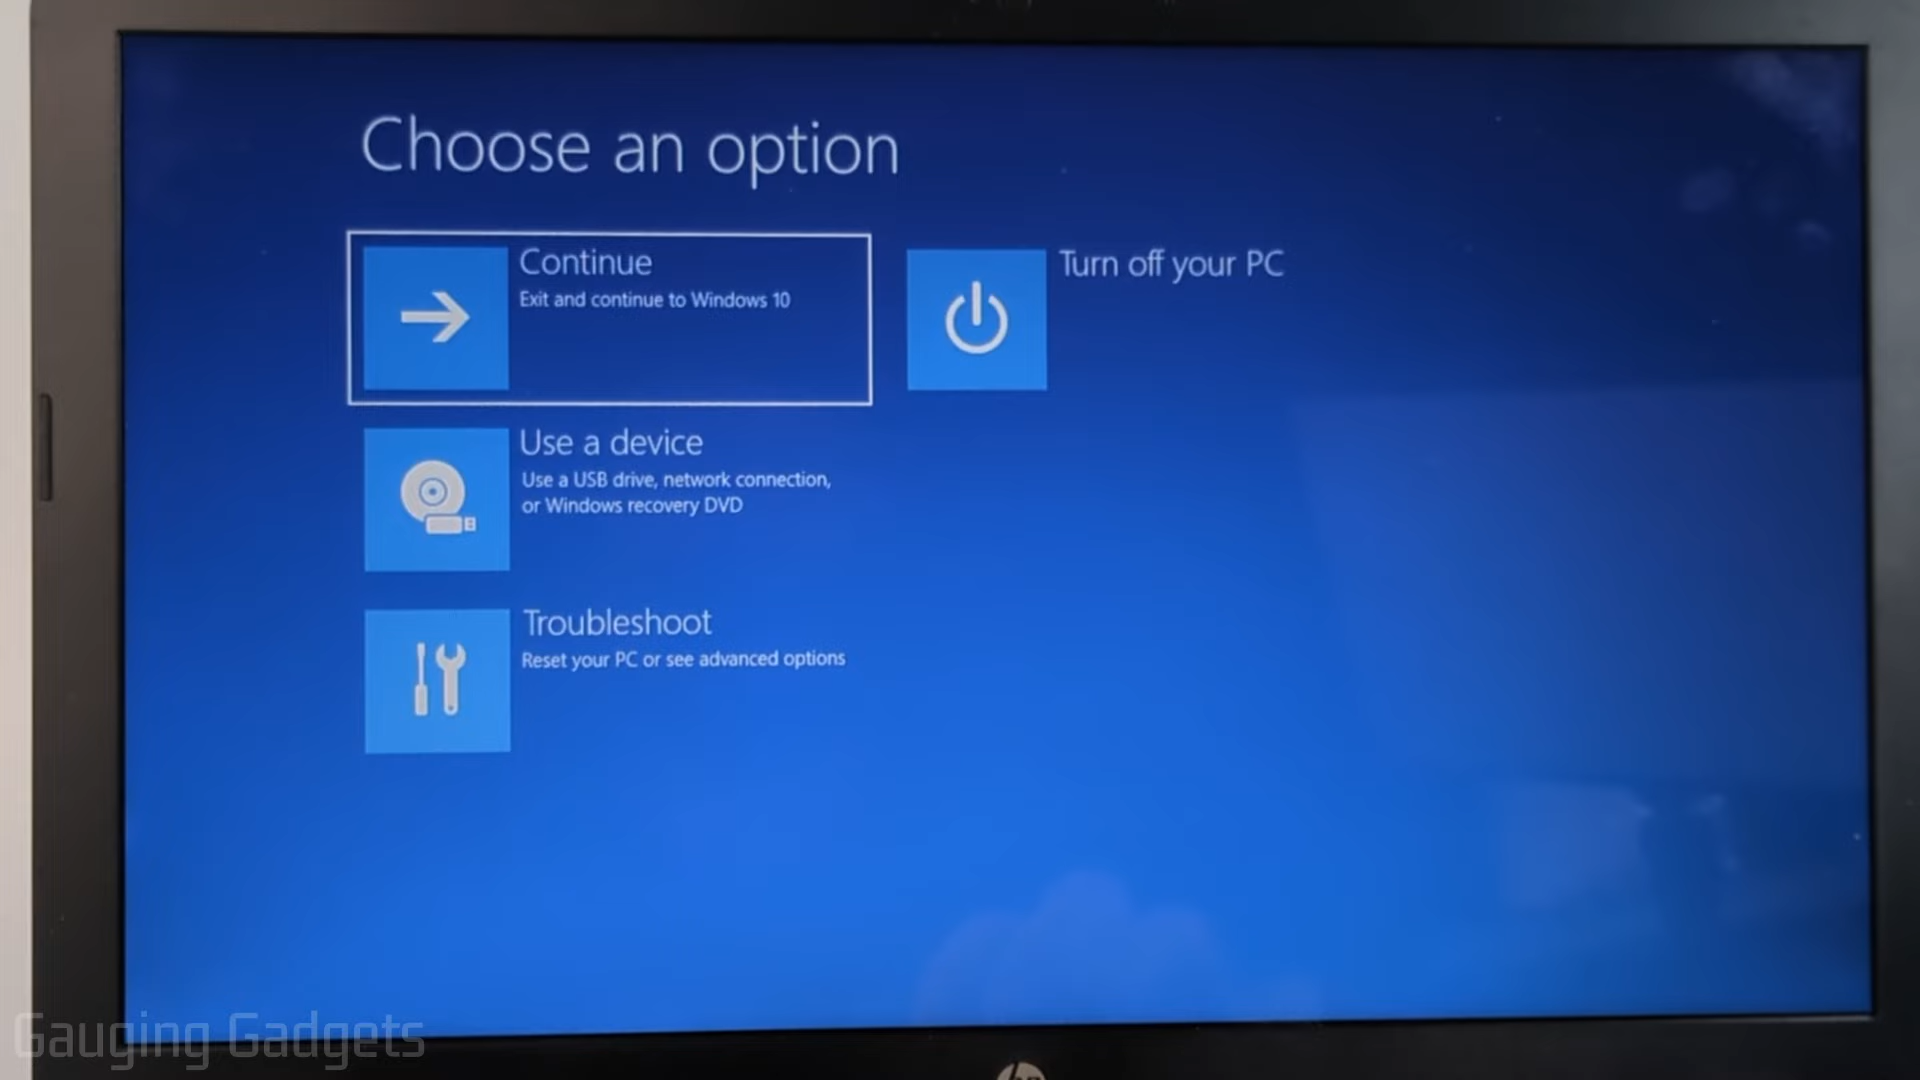 Choose an option
Continue
Exit and continue to Windows 10
Turn off your PC
Use a device
Use a USB drive, network connection,
or Windows recovery DVD
Troubleshoot
Reset your PC or see advanced options
Gauging Gadgets
hp